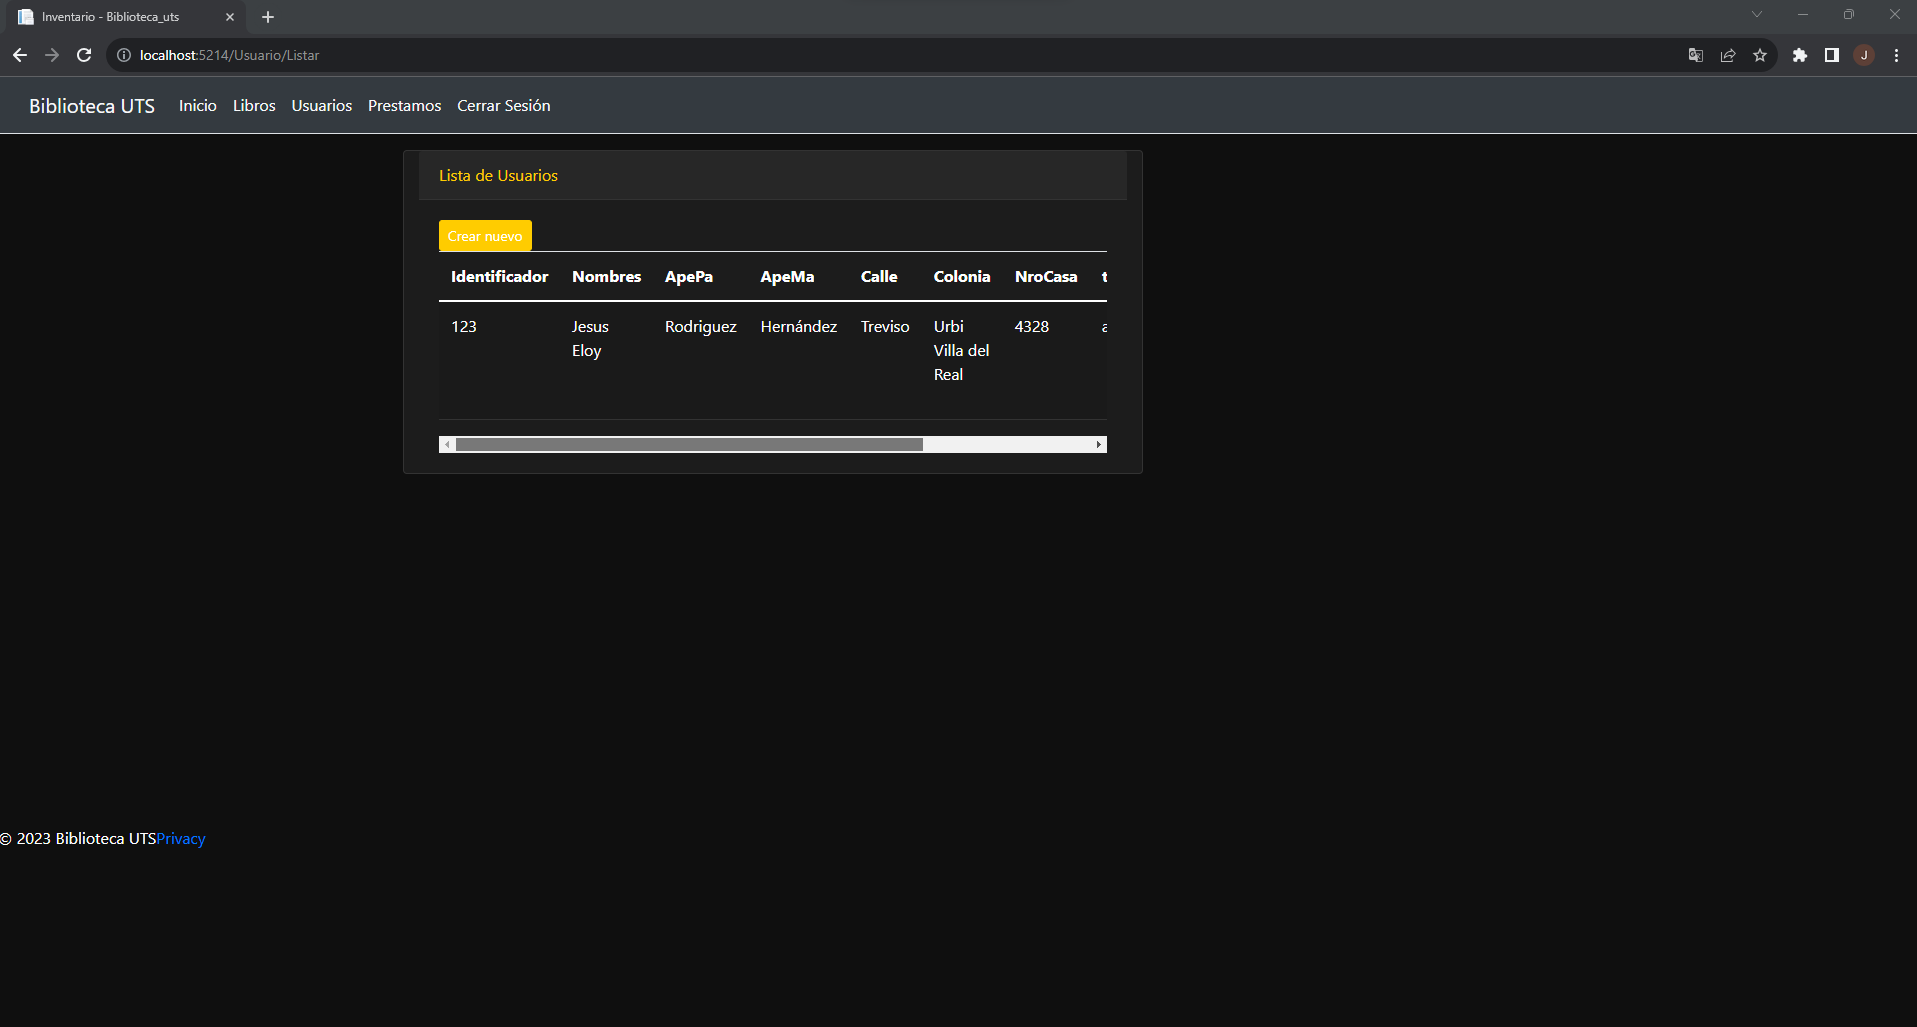 Inventario - Biblioteca_uts
localhost:5214/Usuario/Listar
J
Biblioteca UTS Inicio Libros Usuarios Prestamos Cerrar Sesión
Lista de Usuarios
Crear nuevo
Identificador Nombres ApePa ApeMa Calle Colonia NroCasa
123 Jesus Rodriguez Hernández Treviso Urbi 4328
Eloy Villa del
Real
© 2023 Biblioteca UTSPrivacy